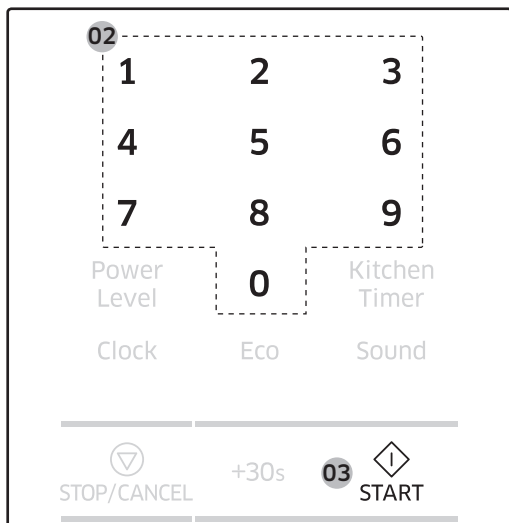 02
1 2 3
4 5 6
7 8 9
Power Level 0 Kitchen Timer
Clock Eco Sound
STOP/CANCEL +30s 03 START